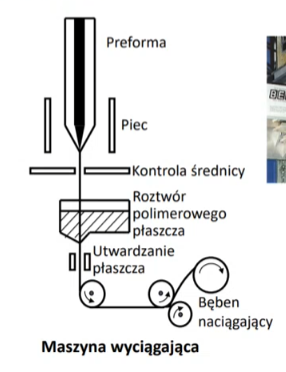 Preforma
Piec
Kontrola średnicy
Roztwór
polimerowego
płaszcza
Utwardzanie
płaszcza
Bęben
naciągający
Maszyna wyciągająca